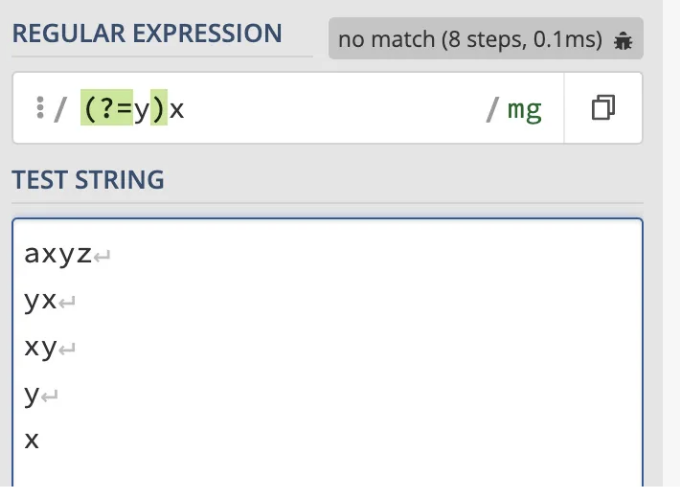 REGULAR EXPRESSION
no match (8 steps, 0.1ms)
/ (?=y)x / mg
TEST STRING
axyz↵
yx↵
xy↵
y↵
x